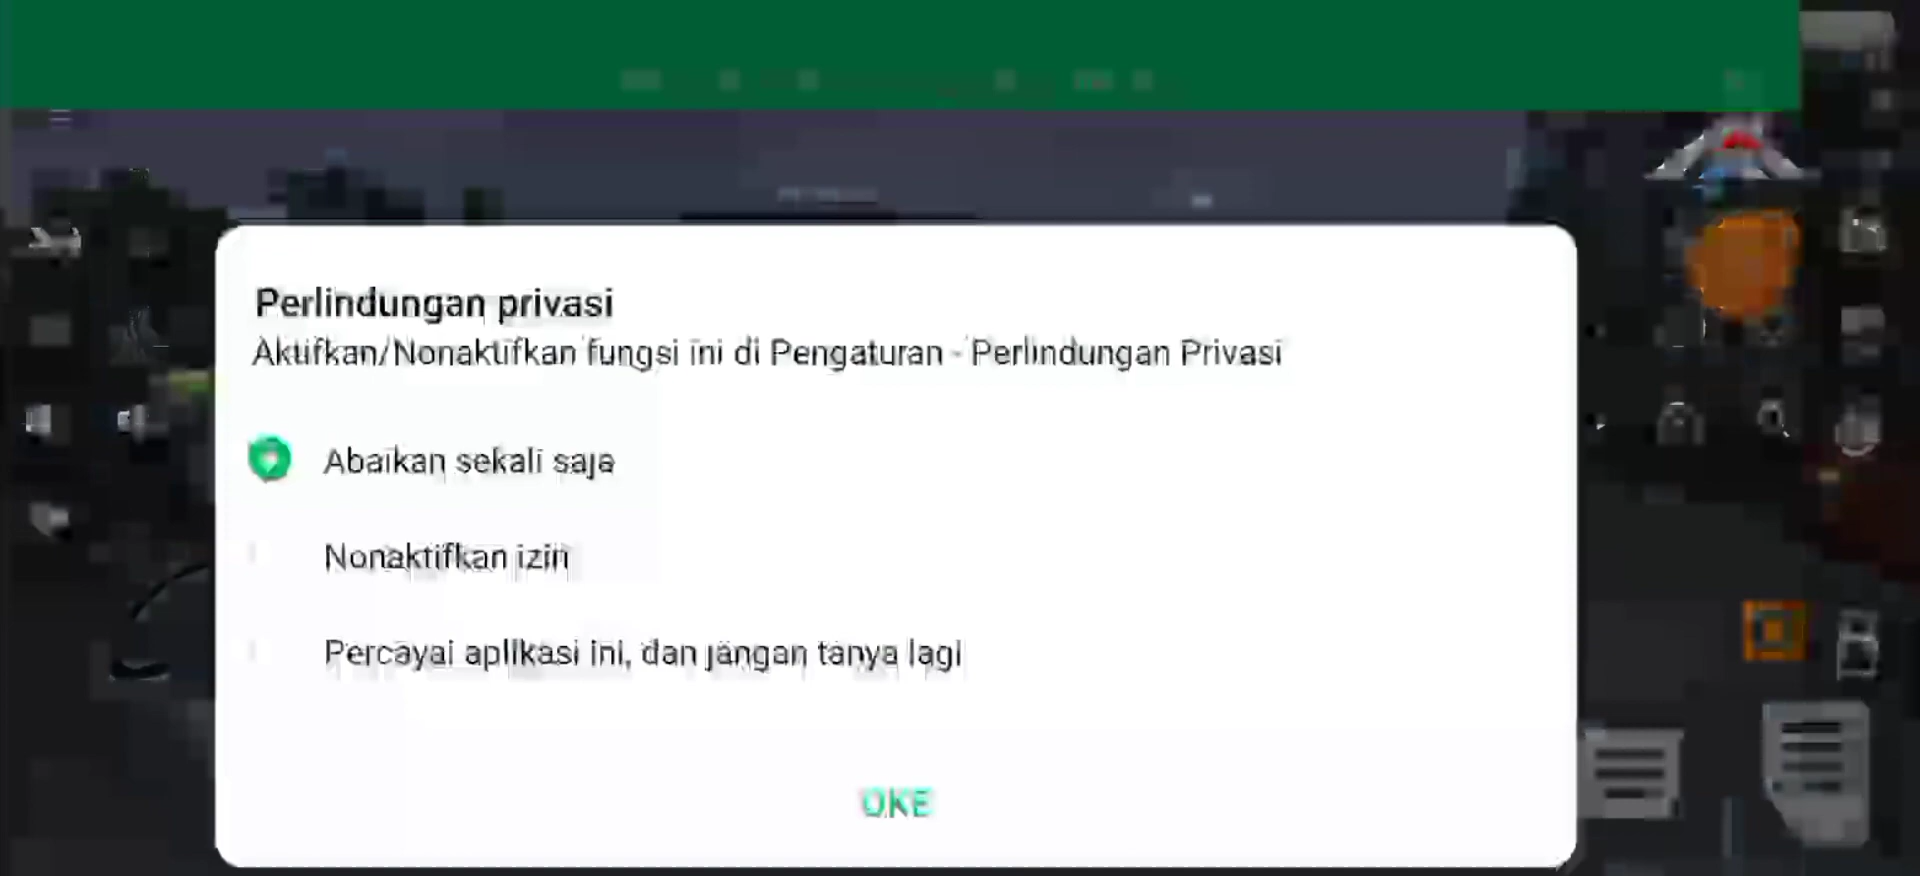 Perlindungan privasi
Aktifkan/Nonaktifkan fungsi ini di Pengaturan - Perlindungan Privasi
Abaikan sekali saja
Nonaktifkan izin
Percayai aplikasi ini, dan jangan tanya lagi
OKE